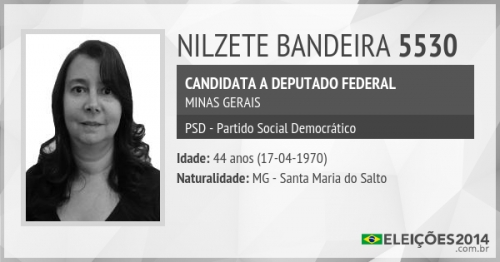 NILZETE BANDEIRA 5530
CANDIDATA A DEPUTADO FEDERAL
MINAS GERAIS
PSD - Partido Social Democrático
Idade: 44 anos (17-04-1970)
Naturalidade: MG - Santa Maria do Salto
ELEIÇÕES2014
.com.br